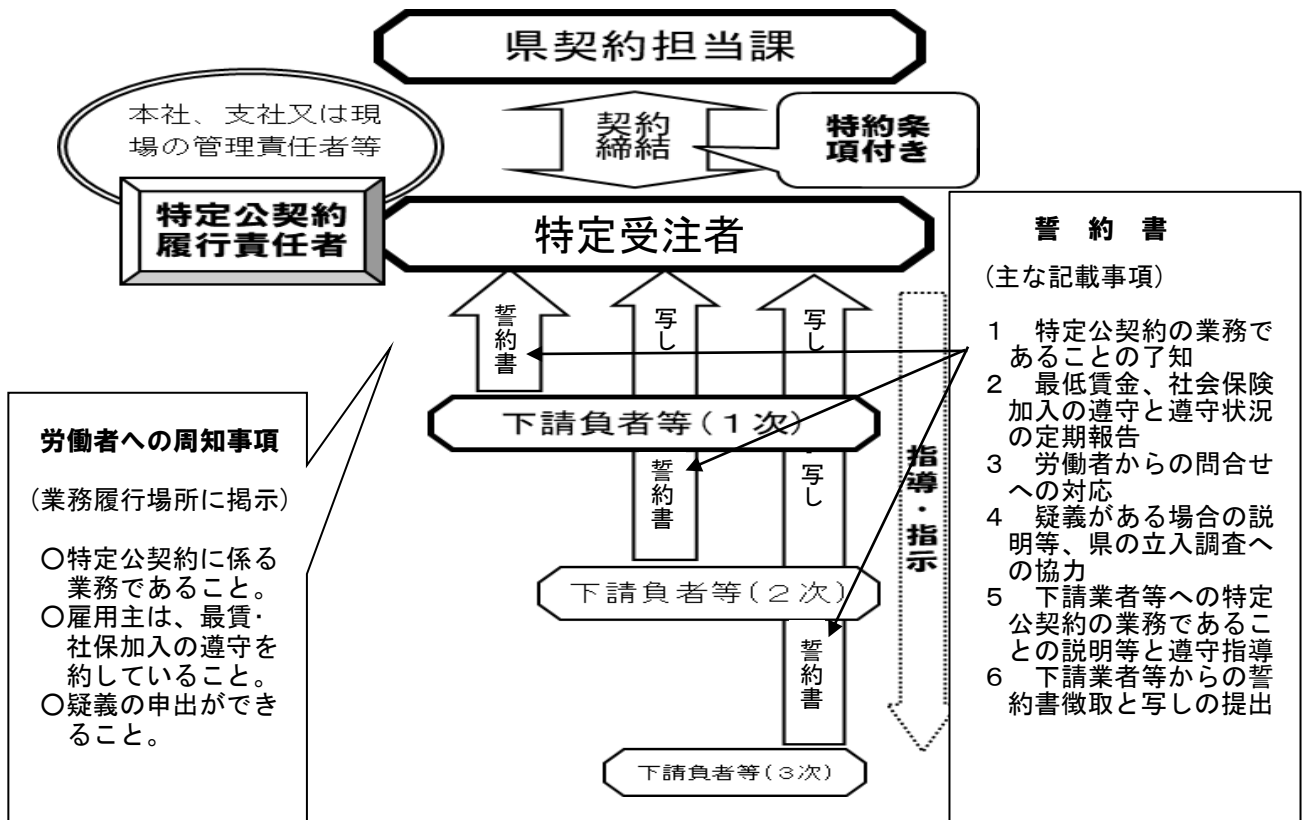 県契約担当課
本社、支社又は現
場の管理責任者等
契約
締結
特約条
項付き
特定公契約
履行責任者
特定受注者
誓約書
写し
写し
下請負者等(1次)
誓約書
・写し
下請負者等(2次)
誓約書
下請負者等(3次)
指導・指示
労働者への周知事項
(業務履行場所に掲示)
○特定公契約に係る
業務であること。
○雇用主は、最賃・
社保加入の遵守を
約していること。
○疑義の申出ができ
ること。
誓 約 書
(主な記載事項)
1 特定公契約の業務で
あることの了知
2 最低賃金、社会保険
加入の遵守と遵守状況
の定期報告
3 労働者からの問合せ
への対応
4 疑義がある場合の説
明等、県の立入調査へ
の協力
5 下請業者等への特定
公契約の業務であるこ
との説明等と遵守指導
6 下請業者等からの誓
約書徴取と写しの提出